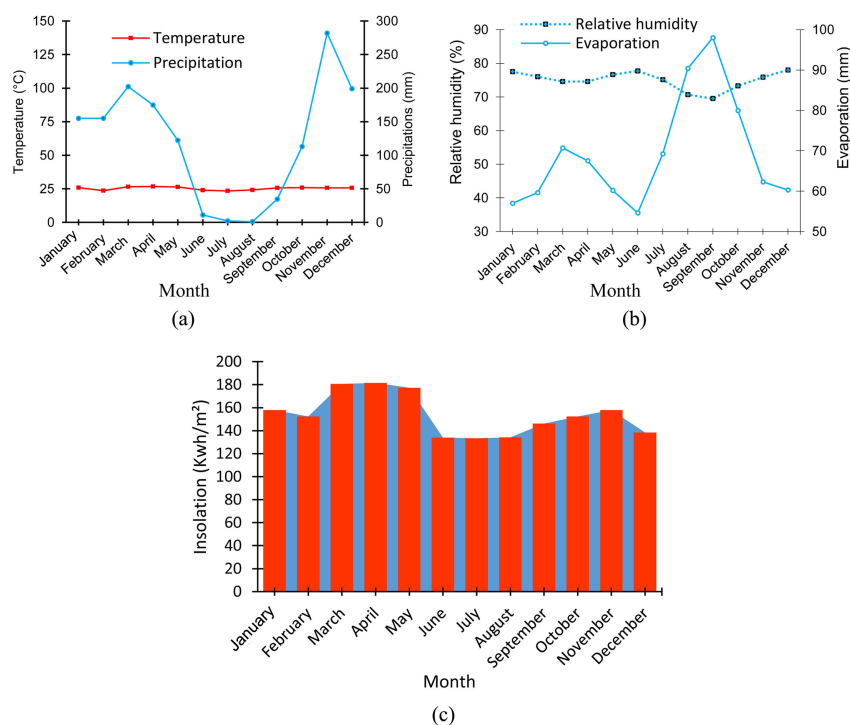 Temperature
Precipitation
Temperature (°C)
150
125
100
75
50
25
0
Precipitations (mm)
300
250
200
150
100
50
0
January
February
March
April
May
June
July
August
September
October
November
December
Month
(a)
Relative humidity
Evaporation
Relative humidity (%)
90
80
70
60
50
40
30
Evaporation (mm)
100
90
80
70
60
50
January
February
March
April
May
June
July
August
September
October
November
December
Month
(b)
Insolation (Kwh/m²)
200
180
160
140
120
100
80
60
40
20
0
January
February
March
April
May
June
July
August
September
October
November
December
Month
(c)